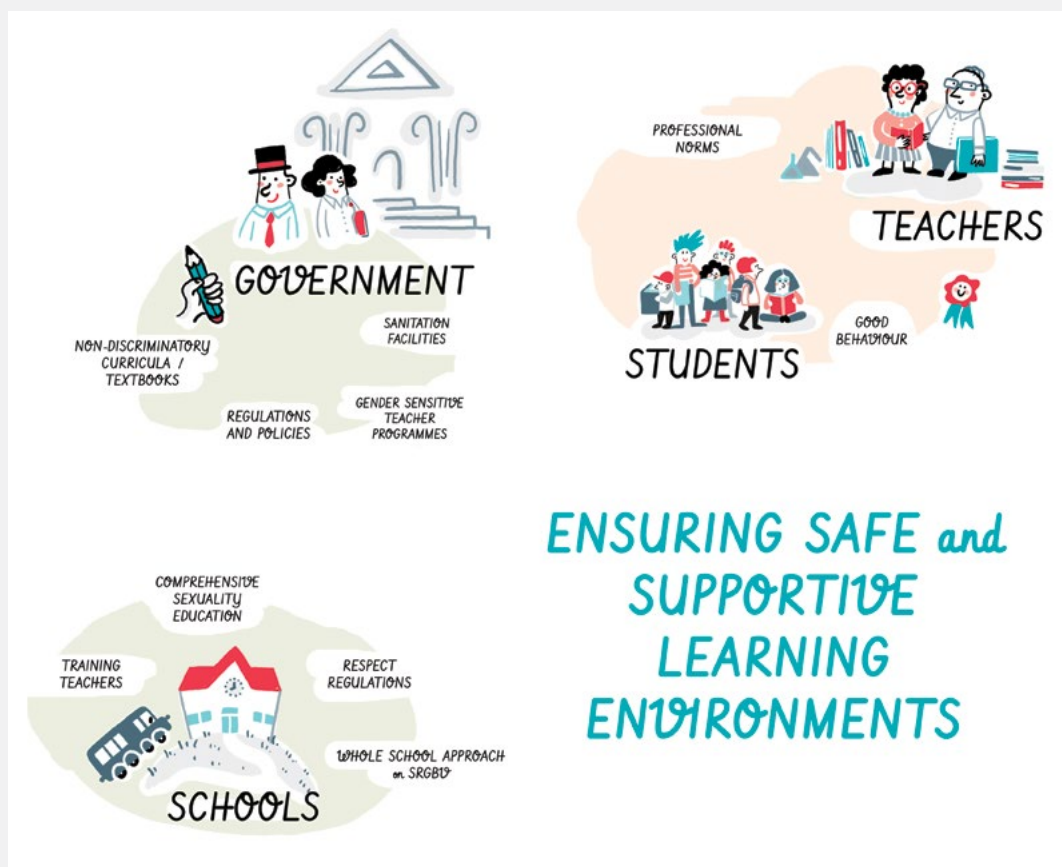 GOVERNMENT
NON-DISCRIMINATORY
CURRICULA /
TEXTBOOKS
SANITATION
FACILITIES
REGULATIONS
AND POLICIES
GENDER SENSITIVE
TEACHER
PROGRAMMES
PROFESSIONAL
NORMS
TEACHERS
STUDENTS
GOOD
BEHAVIOUR
COMPREHENSIVE
SEXUALITY
EDUCATION
TRAINING
TEACHERS
RESPECT
REGULATIONS
WHOLE SCHOOL APPROACH
on SRGBV
SCHOOLS
ENSURING SAFE and
SUPPORTIVE
LEARNING
ENVIRONMENTS